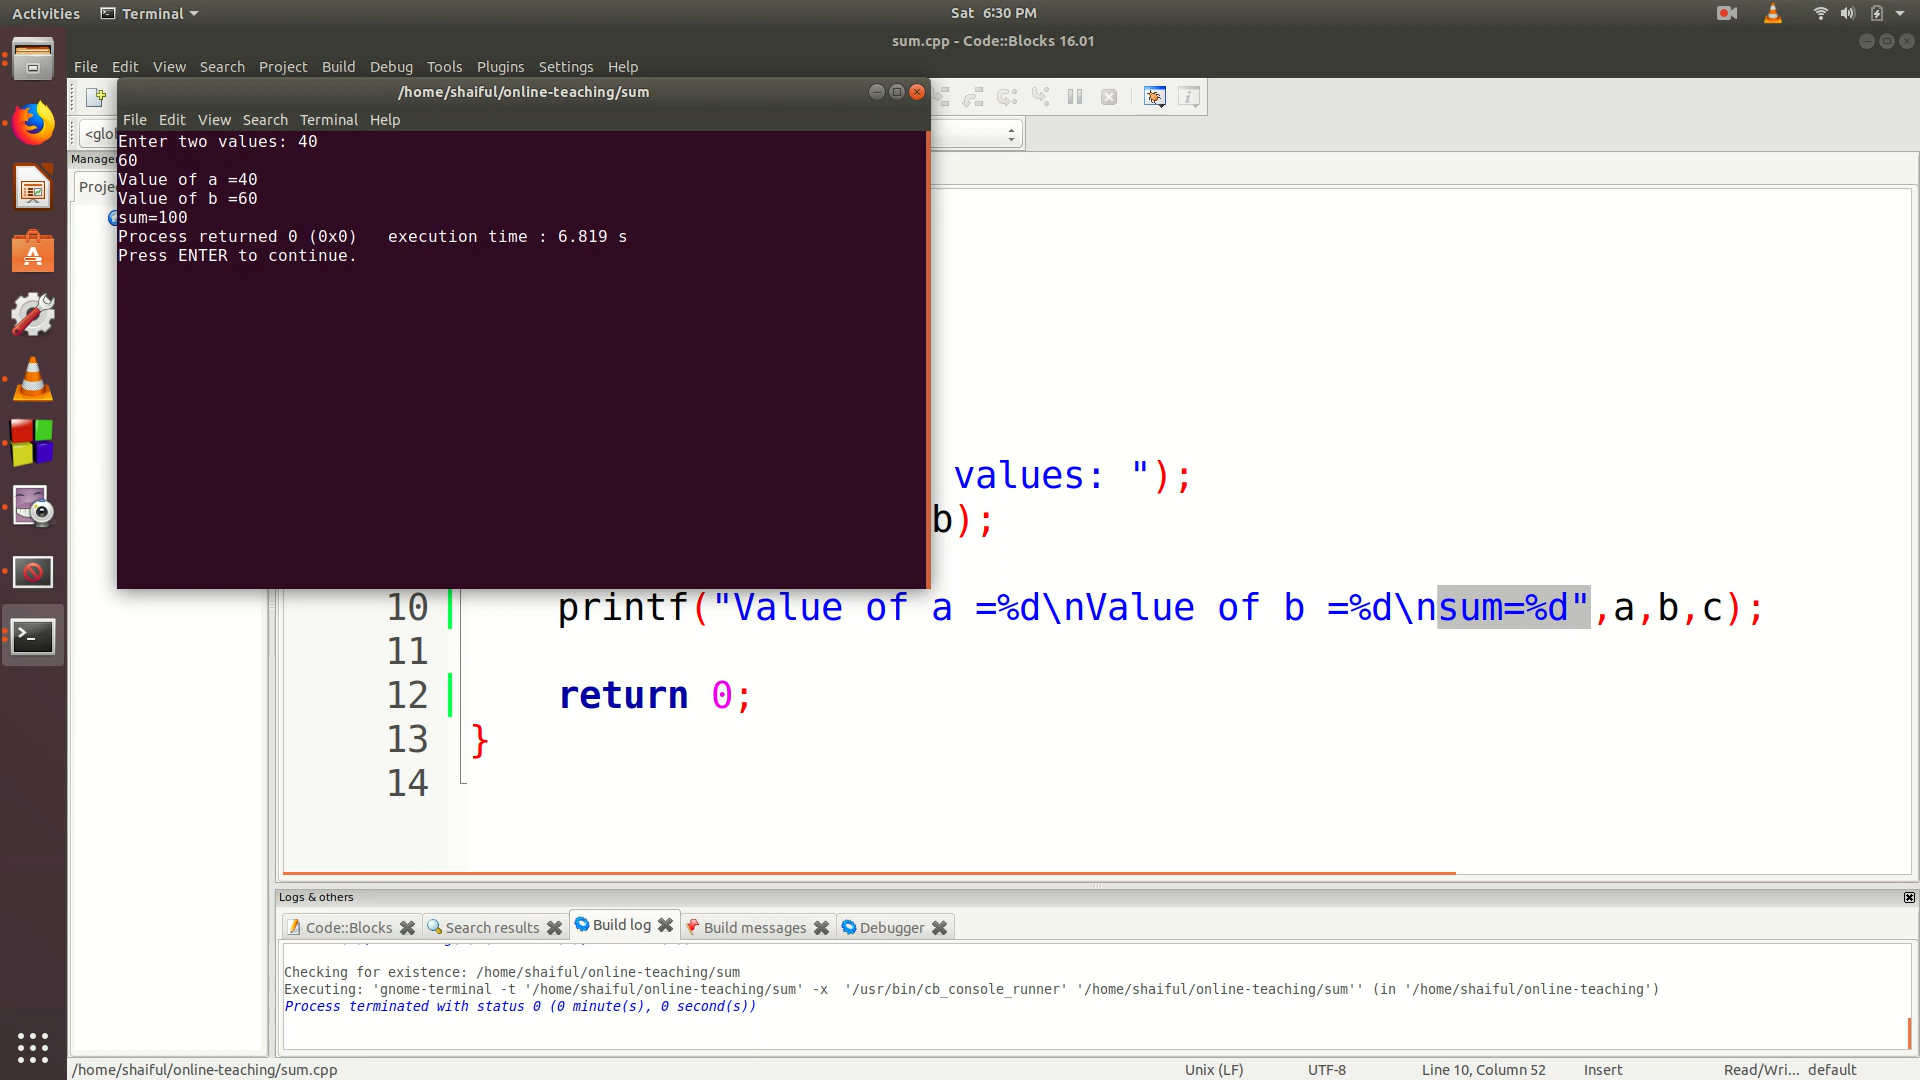 Activities Terminal Sat 6:30 PM
sum.cpp - Code::Blocks 16.01
File Edit View Search Project Build Debug Tools Plugins Settings Help
/home/shaiful/online-teaching/sum
File Edit View Search Terminal Help
<glo
Manage
Proje
Enter two values: 40
60
Value of a =40
Value of b =60
sum=100
Process returned 0 (0x0)   execution time : 6.819 s
Press ENTER to continue.
values: ");
b);
10 printf("Value of a =%d\nValue of b =%d\nsum=%d",a,b,c);
11
12 return 0;
13 }
14
Logs & others
Code::Blocks Search results Build log Build messages Debugger
Checking for existence: /home/shaiful/online-teaching/sum
Executing: 'gnome-terminal -t '/home/shaiful/online-teaching/sum' -x  '/usr/bin/cb_console_runner' '/home/shaiful/online-teaching/sum'' (in '/home/shaiful/online-teaching')
Process terminated with status 0 (0 minute(s), 0 second(s))
/home/shaiful/online-teaching/sum.cpp Unix (LF) UTF-8 Line 10, Column 52 Insert Read/Wri... default